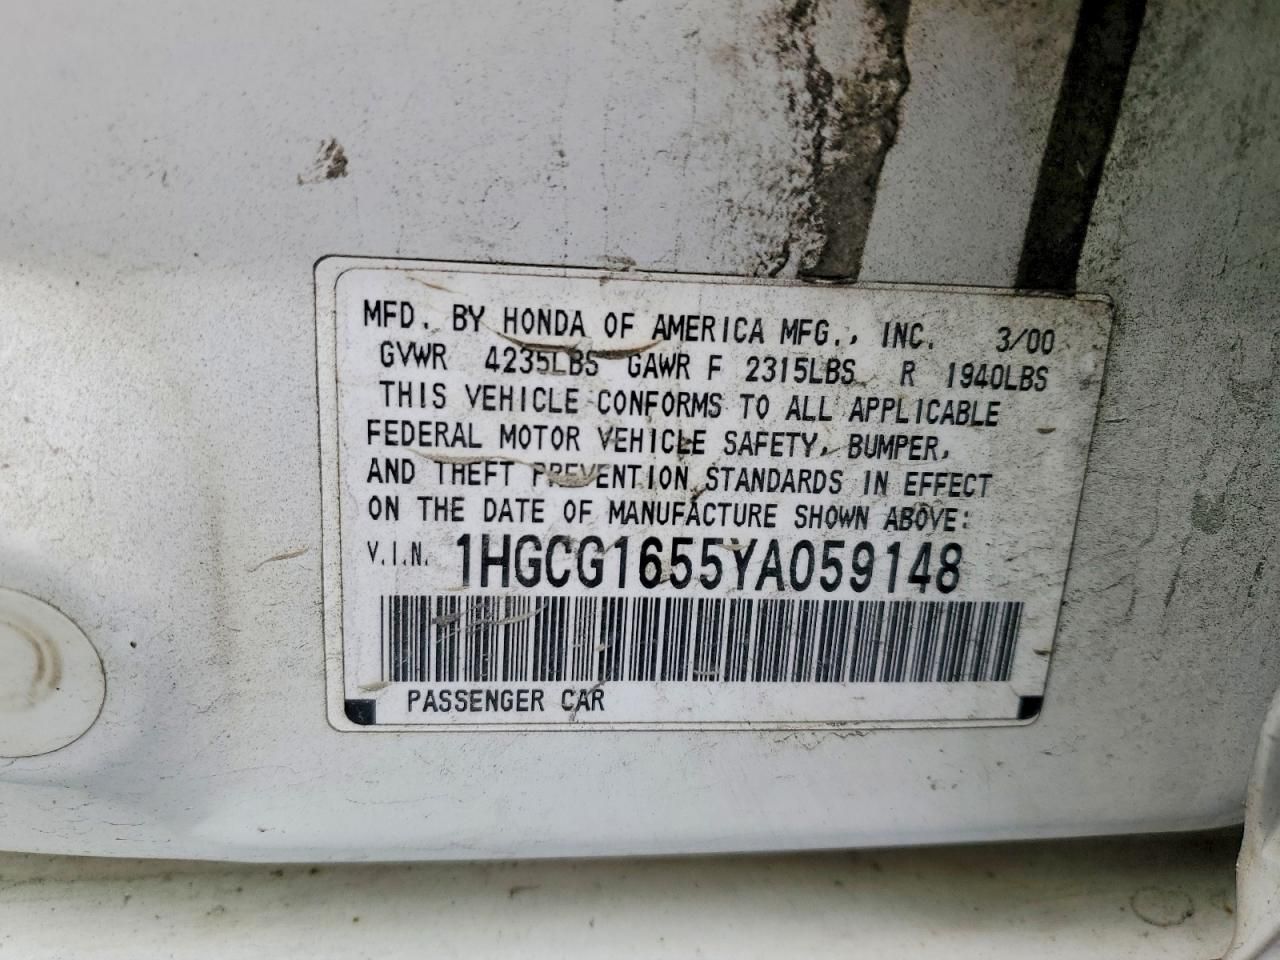 MFD. BY HONDA OF AMERICA MFG., INC. 3/00
GVWR 4235LBS GAWR F 2315LBS R 1940LBS
THIS VEHICLE CONFORMS TO ALL APPLICABLE
FEDERAL MOTOR VEHICLE SAFETY, BUMPER,
AND THEFT PREVENTION STANDARDS IN EFFECT
ON THE DATE OF MANUFACTURE SHOWN ABOVE:
V.I.N. 1HGCG1655YA059148
PASSENGER CAR